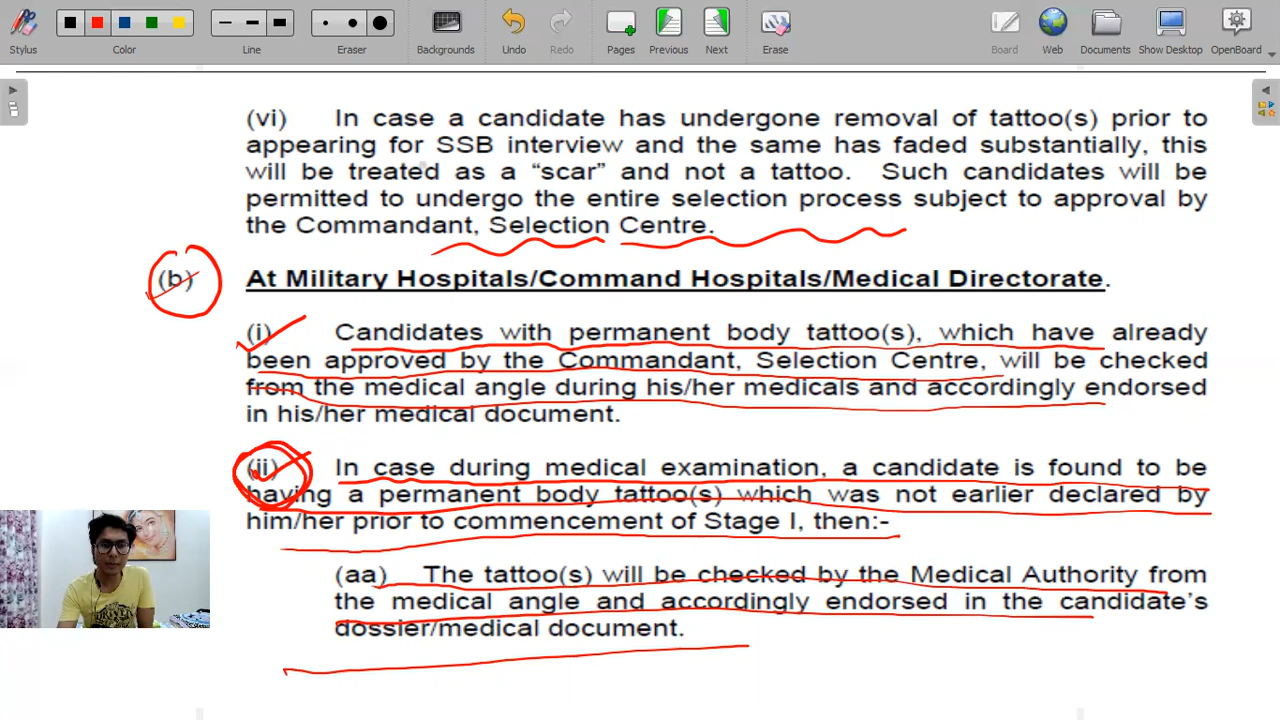 Stylus Color Line Eraser Backgrounds Undo Redo Pages Previous Next Erase Board Web Documents Show Desktop OpenBoard
(vi) In case a candidate has undergone removal of tattoo(s) prior to
appearing for SSB interview and the same has faded substantially, this
will be treated as a “scar” and not a tattoo. Such candidates will be
permitted to undergo the entire selection process subject to approval by
the Commandant, Selection Centre.
(b) At Military Hospitals/Command Hospitals/Medical Directorate.
(i) Candidates with permanent body tattoo(s), which have already
been approved by the Commandant, Selection Centre, will be checked
from the medical angle during his/her medicals and accordingly endorsed
in his/her medical document.
(ii) In case during medical examination, a candidate is found to be
having a permanent body tattoo(s) which was not earlier declared by
him/her prior to commencement of Stage I, then:-
(aa) The tattoo(s) will be checked by the Medical Authority from
the medical angle and accordingly endorsed in the candidate’s
dossier/medical document.